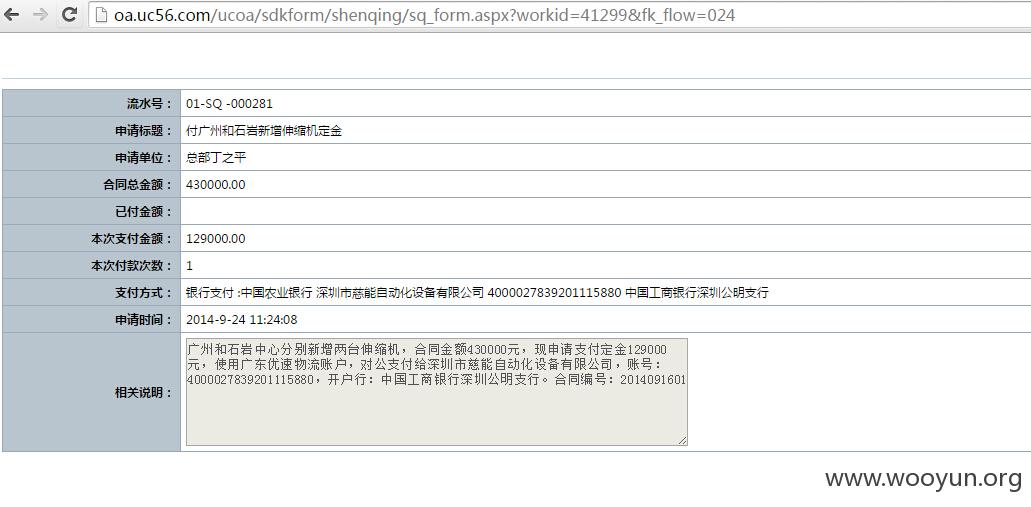 oa.uc56.com/ucoa/sdkform/shenqing/sq_form.aspx?workid=41299&fk_flow=024
流水号： 01-SQ -000281
申请标题： 付广州和石岩新增伸缩机定金
申请单位： 总部丁之平
合同总金额： 430000.00
已付金额：
本次支付金额： 129000.00
本次付款次数： 1
支付方式： 银行支付 :中国农业银行 深圳市慈能自动化设备有限公司 4000027839201115880 中国工商银行深圳公明支行
申请时间： 2014-9-24 11:24:08
相关说明：
广州和石岩中心分别新增两台伸缩机，合同金额430000元，现申请支付定金129000
元，使用广东优速物流账户，对公支付给深圳市慈能自动化设备有限公司，账号：
4000027839201115880，开户行：中国工商银行深圳公明支行。合同编号：2014091601
www.wooyun.org